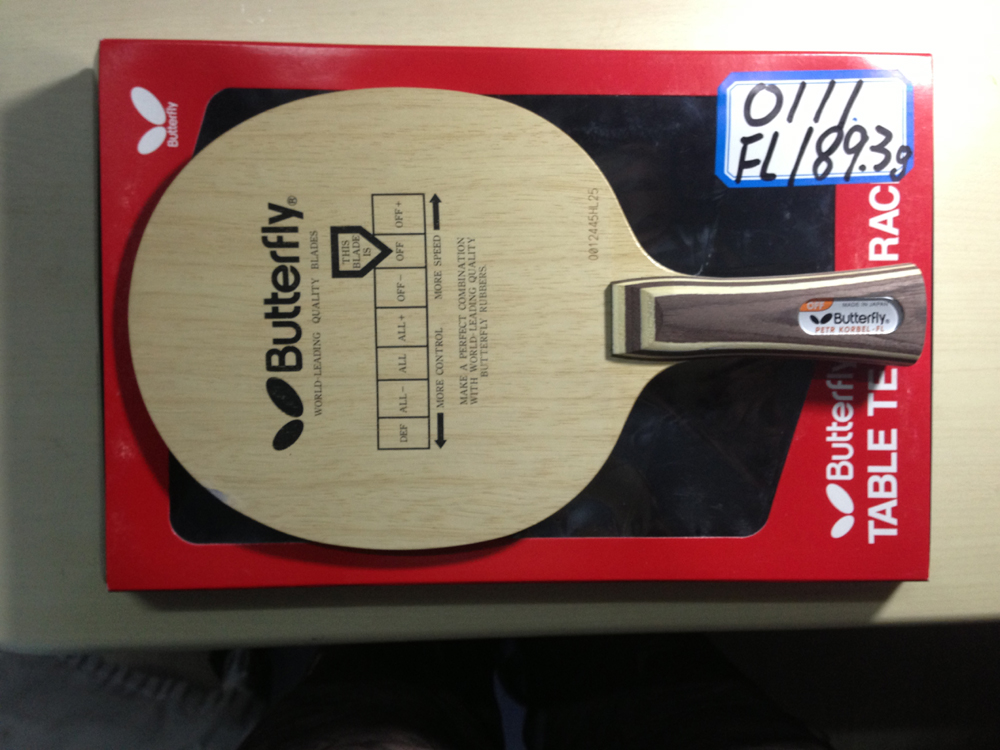 Butterfly
0111
FL/89.3g
Butterfly®
WORLD-LEADING QUALITY BLADES
THIS
BLADE
IS
DEF ALL- ALL ALL+ OFF- OFF OFF+
MORE CONTROL MORE SPEED
MAKE A PERFECT COMBINATION
WITH WORLD-LEADING QUALITY
BUTTERFLY RUBBERS.
0012445HL25
OFF MADE IN JAPAN
Butterfly®
PETR KORBEL-FL
Butterfly
TABLE TE RAC